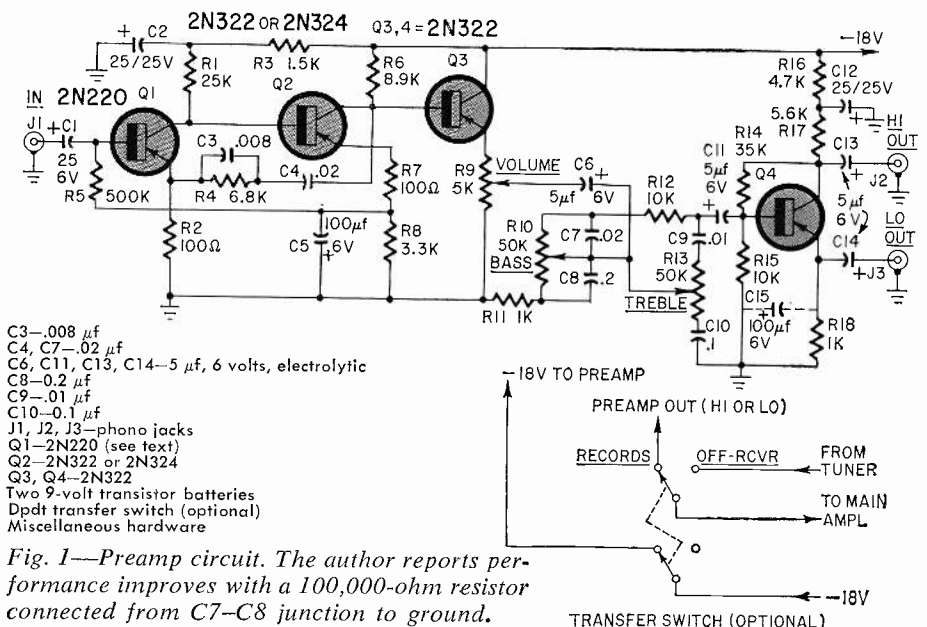 2N322 OR 2N324
Q3,4 = 2N322
-18V
+ C2
25/25V
R1
25K
R3 1.5K
R6
8.9K
Q3
R16
4.7K
C12
25/25V
+
IN
J1
2N220
Q1
Q2
5.6K
R17
HI
OUT
+C1
25
6V
C3
.008
C4
.02
R4
6.8K
R5
500K
R7
100Ω
R9
5K
VOLUME
C6
5µf
+
6V
R12
10K
C11
5µf
6V
+
R14
35K
Q4
C13
+
J2
5µf
6V
LO
OUT
C14
+J3
R2
100Ω
100µf
C5
6V
+
R8
3.3K
R10
50K
BASS
C7
.02
C8
.2
C9
.01
R13
50K
TREBLE
R15
10K
C15
+
100µf
6V
R18
1K
R11 1K
C10
.1
C3–.008 µf
C4, C7–.02 µf
C6, C11, C13, C14–5 µf, 6 volts, electrolytic
C8–0.2 µf
C9–.01 µf
C10–0.1 µf
J1, J2, J3–phono jacks
Q1–2N220 (see text)
Q2–2N322 or 2N324
Q3, Q4–2N322
Two 9-volt transistor batteries
Dpdt transfer switch (optional)
Miscellaneous hardware
Fig. 1—Preamp circuit. The author reports per-
formance improves with a 100,000-ohm resistor
connected from C7–C8 junction to ground.
-18V TO PREAMP
PREAMP OUT (HI OR LO)
RECORDS
OFF-RCVR
FROM
TUNER
TO MAIN
AMPL
-18V
TRANSFER SWITCH (OPTIONAL)